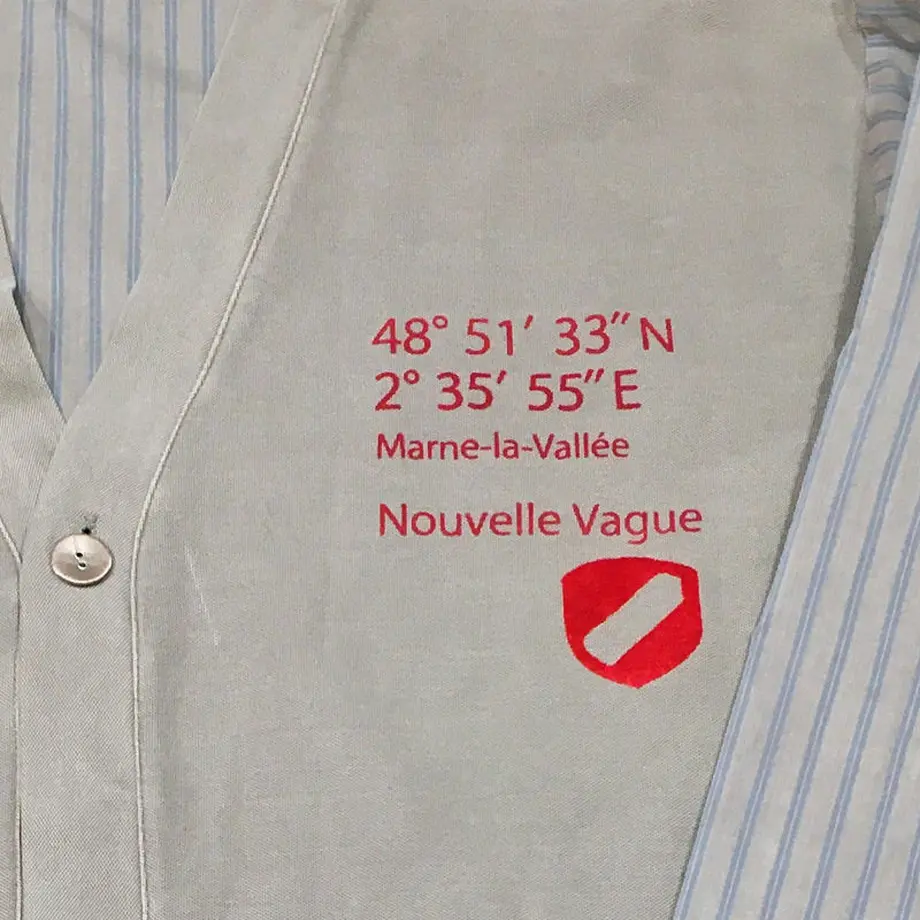 48° 51′ 33″ N
2° 35′ 55″ E
Marne-la-Vallée
Nouvelle Vague